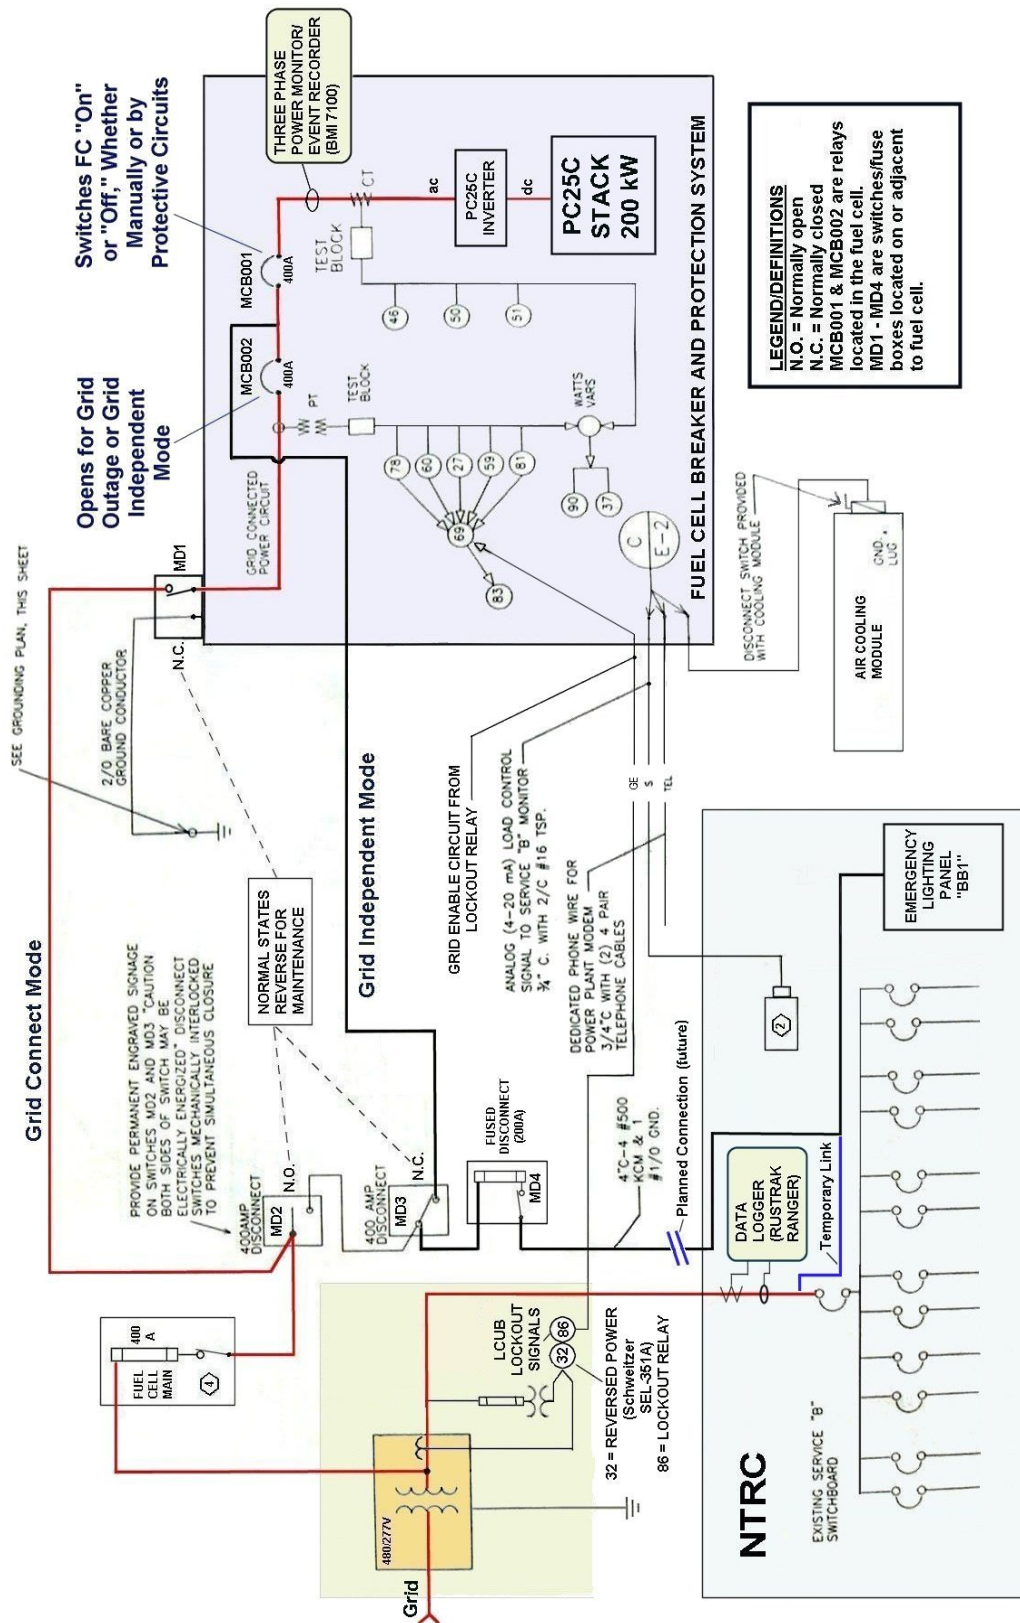 Grid Connect Mode
SEE GROUNDING PLAN, THIS SHEET
Switches FC "On"
or "Off," Whether
Manually or by
Protective Circuits
Opens for Grid
Outage or Grid
Independent
Mode
THREE PHASE
POWER MONITOR/
EVENT RECORDER
(BMI 7100)
PROVIDE PERMANENT ENGRAVED SIGNAGE
ON SWITCHES MD2 AND MD3 "CAUTION
BOTH SIDES OF SWITCH MAY BE
ELECTRICALLY ENERGIZED" DISCONNECT
SWITCHES MECHANICALLY INTERLOCKED
TO PREVENT SIMULTANEOUS CLOSURE
2/0 BARE COPPER
GROUND CONDUCTOR
MD1
N.C.
GRID CONNECTED
POWER CIRCUIT
MCB002
400A
MCB001
400A
PT
TEST
BLOCK
TEST
BLOCK
CT
ac
PC25C
INVERTER
dc
PC25C
STACK
200 kW
46
50
51
78
60
27
59
81
69
83
WATTS
VARS
90
37
C
E-2
FUEL CELL BREAKER AND PROTECTION SYSTEM
400
A
FUEL
CELL
MAIN
4
400AMP
DISCONNECT
MD2
N.O.
NORMAL STATES
REVERSE FOR
MAINTENANCE
Grid Independent Mode
400 AMP
DISCONNECT
MD3
N.C.
FUSED
DISCONNECT
(200A)
MD4
GRID ENABLE CIRCUIT FROM
LOCKOUT RELAY
ANALOG (4-20 mA) LOAD CONTROL
SIGNAL TO SERVICE "B" MONITOR
¾" C. WITH 2/C #16 TSP.
DEDICATED PHONE WIRE FOR
POWER PLANT MODEM
3/4"C WITH (2) 4 PAIR
TELEPHONE CABLES
GE
S
TEL
4"C-4 #500
KCM & 1
#1/0 GND.
Planned Connection (future)
DISCONNECT SWITCH PROVIDED
WITH COOLING MODULE
GND.
LUG
AIR COOLING
MODULE
LEGEND/DEFINITIONS
N.O. = Normally open
N.C. = Normally closed
MCB001 & MCB002 are relays
located in the fuel cell.
MD1 - MD4 are switches/fuse
boxes located on or adjacent
to fuel cell.
480/277V
Grid
LCUB
LOCKOUT
SIGNALS
32
86
32 = REVERSED POWER
(Schweitzer
SEL-351A)
86 = LOCKOUT RELAY
DATA
LOGGER
(RUSTRAK
RANGER)
Temporary Link
2
EMERGENCY
LIGHTING
PANEL
"BB1"
NTRC
EXISTING SERVICE "B"
SWITCHBOARD